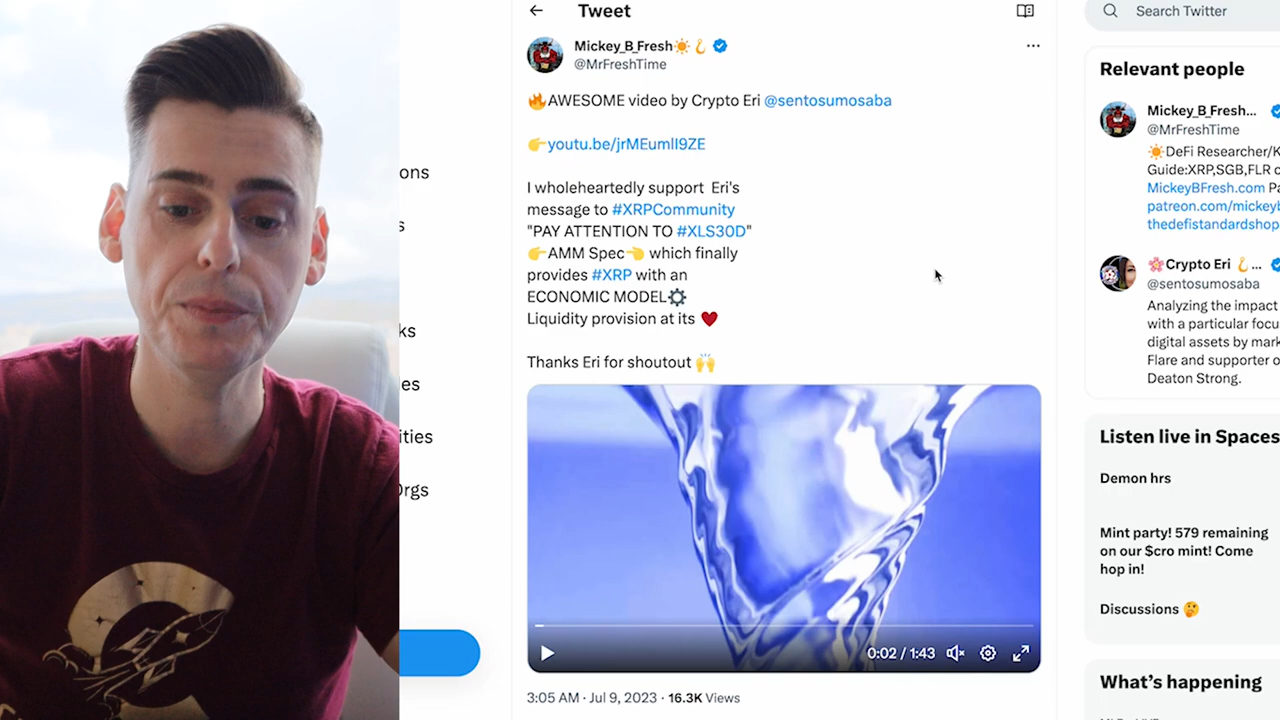 Tweet
Search Twitter
Mickey_B_Fresh☀️🪝
@MrFreshTime
🔥AWESOME video by Crypto Eri @sentosumosaba
👉youtu.be/jrMEumlI9ZE
I wholeheartedly support Eri's
message to #XRPCommunity
"PAY ATTENTION TO #XLS30D"
👉AMM Spec👈 which finally
provides #XRP with an
ECONOMIC MODEL⚙️
Liquidity provision at its ❤️
Thanks Eri for shoutout 🙌
0:02 / 1:43
3:05 AM · Jul 9, 2023 · 16.3K Views
ons
s
ks
es
ities
Orgs
Relevant people
Mickey_B_Fresh...
@MrFreshTime
☀️DeFi Researcher/K
Guide:XRP,SGB,FLR c
MickeyBFresh.com Pa
patreon.com/mickeyb
thedefistandardshop
🌸Crypto Eri 🪝...
@sentosumosaba
Analyzing the impact
with a particular focu
digital assets by mark
Flare and supporter o
Deaton Strong.
Listen live in Spaces
Demon hrs
Mint party! 579 remaining
on our $cro mint! Come
hop in!
Discussions 🤔
What's happening